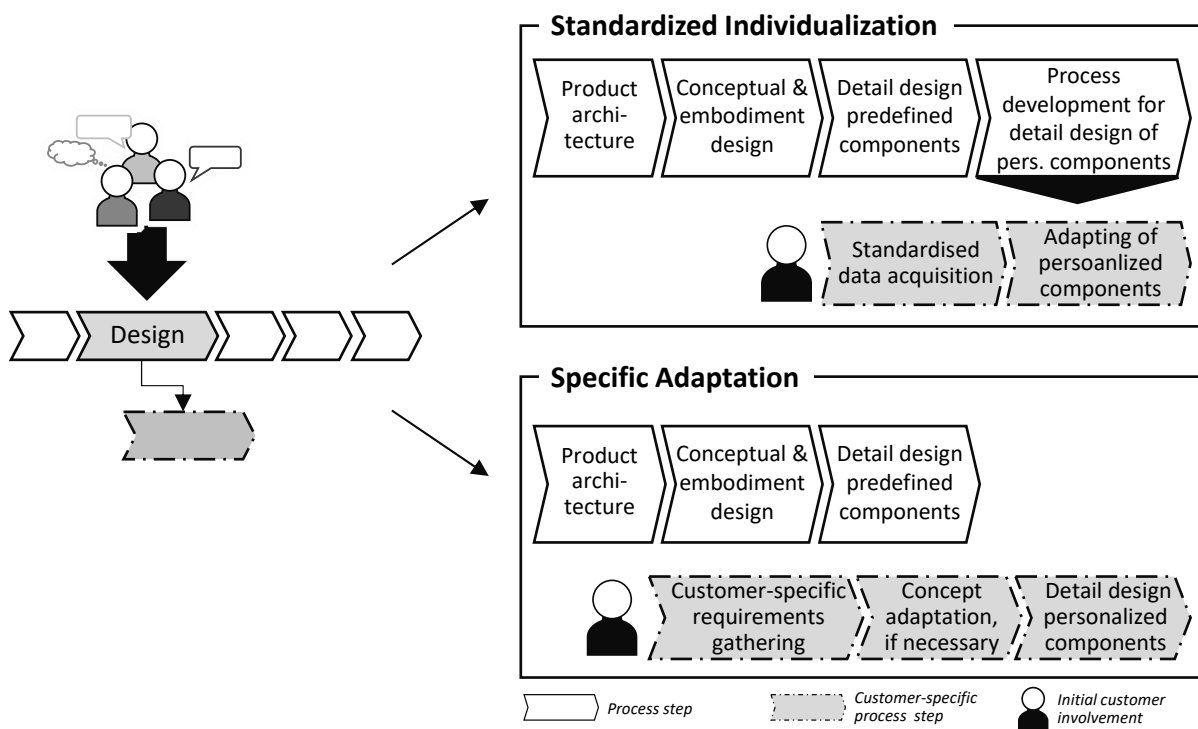 Standardized Individualization
Product
archi-
tecture
Conceptual &
embodiment
design
Detail design
predefined
components
Process
development for
detail design of
pers. components
Standardised
data acquisition
Adapting of
persoanlized
components
Design
Specific Adaptation
Product
archi-
tecture
Conceptual &
embodiment
design
Detail design
predefined
components
Customer-specific
requirements
gathering
Concept
adaptation,
if necessary
Detail design
personalized
components
Process step
Customer-specific
process step
Initial customer
involvement